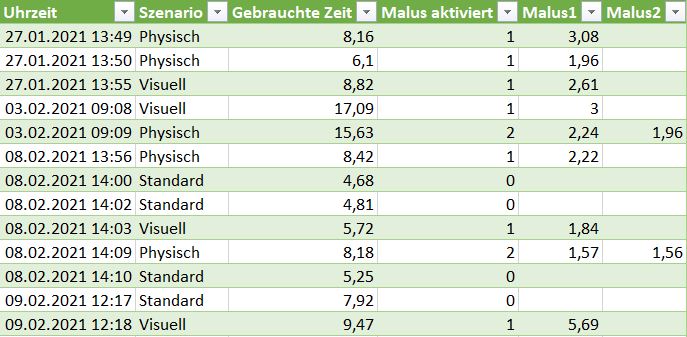 Uhrzeit Szenario Gebrauchte Zeit Malus aktiviert Malus1 Malus2
27.01.2021 13:49 Physisch 8,16 1 3,08
27.01.2021 13:50 Physisch 6,1 1 1,96
27.01.2021 13:55 Visuell 8,82 1 2,61
03.02.2021 09:08 Visuell 17,09 1 3
03.02.2021 09:09 Physisch 15,63 2 2,24 1,96
08.02.2021 13:56 Physisch 8,42 1 2,22
08.02.2021 14:00 Standard 4,68 0
08.02.2021 14:02 Standard 4,81 0
08.02.2021 14:03 Visuell 5,72 1 1,84
08.02.2021 14:09 Physisch 8,18 2 1,57 1,56
08.02.2021 14:10 Standard 5,25 0
09.02.2021 12:17 Standard 7,92 0
09.02.2021 12:18 Visuell 9,47 1 5,69